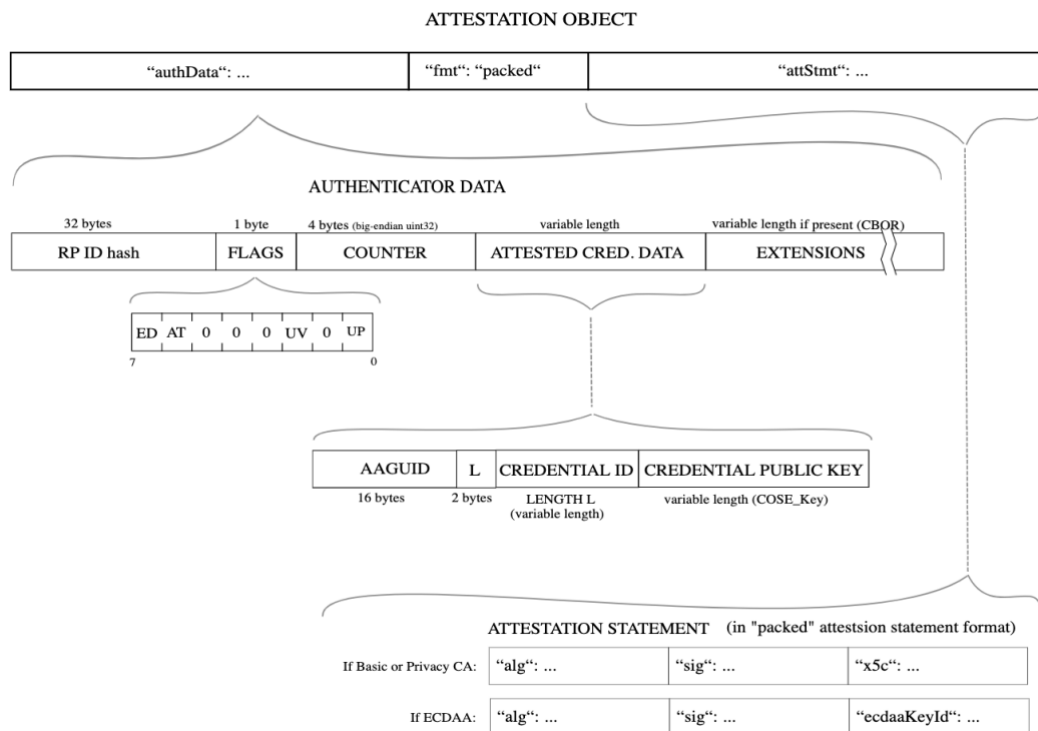 ATTESTATION OBJECT
“authData“: ... “fmt“: “packed“ “attStmt“: ...
AUTHENTICATOR DATA
32 bytes 1 byte 4 bytes (big-endian uint32) variable length variable length if present (CBOR)
RP ID hash FLAGS COUNTER ATTESTED CRED. DATA EXTENSIONS
ED AT 0 0 0 UV 0 UP
7 0
AAGUID L CREDENTIAL ID CREDENTIAL PUBLIC KEY
16 bytes 2 bytes LENGTH L variable length (COSE_Key)
(variable length)
ATTESTATION STATEMENT (in "packed" attestsion statement format)
If Basic or Privacy CA: “alg“: ... “sig“: ... “x5c“: ...
If ECDAA: “alg“: ... “sig“: ... “ecdaaKeyId“: ...